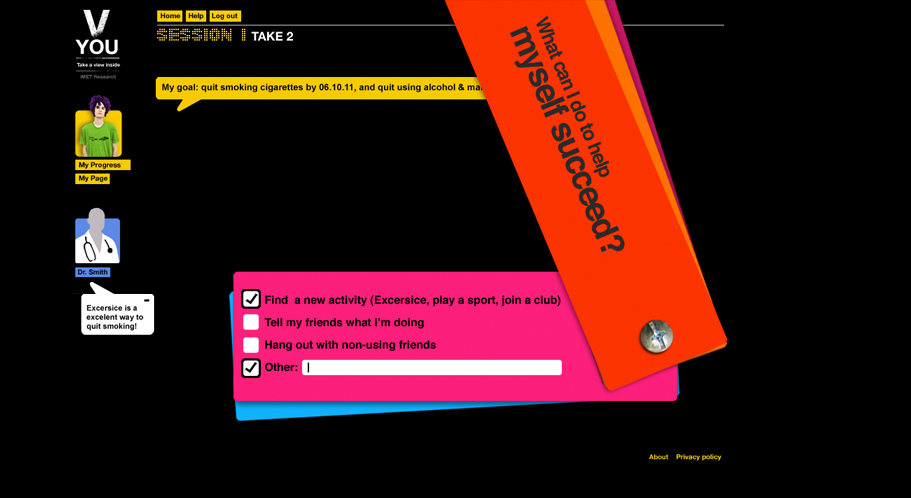 V
YOU
Take a view inside
IMET Research
Home Help Log out
SESSION 1 TAKE 2
My goal: quit smoking cigarettes by 06.10.11, and quit using alcohol &
What can I do to help
myself succeed?
My Progress
My Page
Dr. Smith
Excersice is a
excelent way to
quit smoking!
Find a new activity (Excersice, play a sport, join a club)
Tell my friends what I'm doing
Hang out with non-using friends
Other:
About Privacy policy